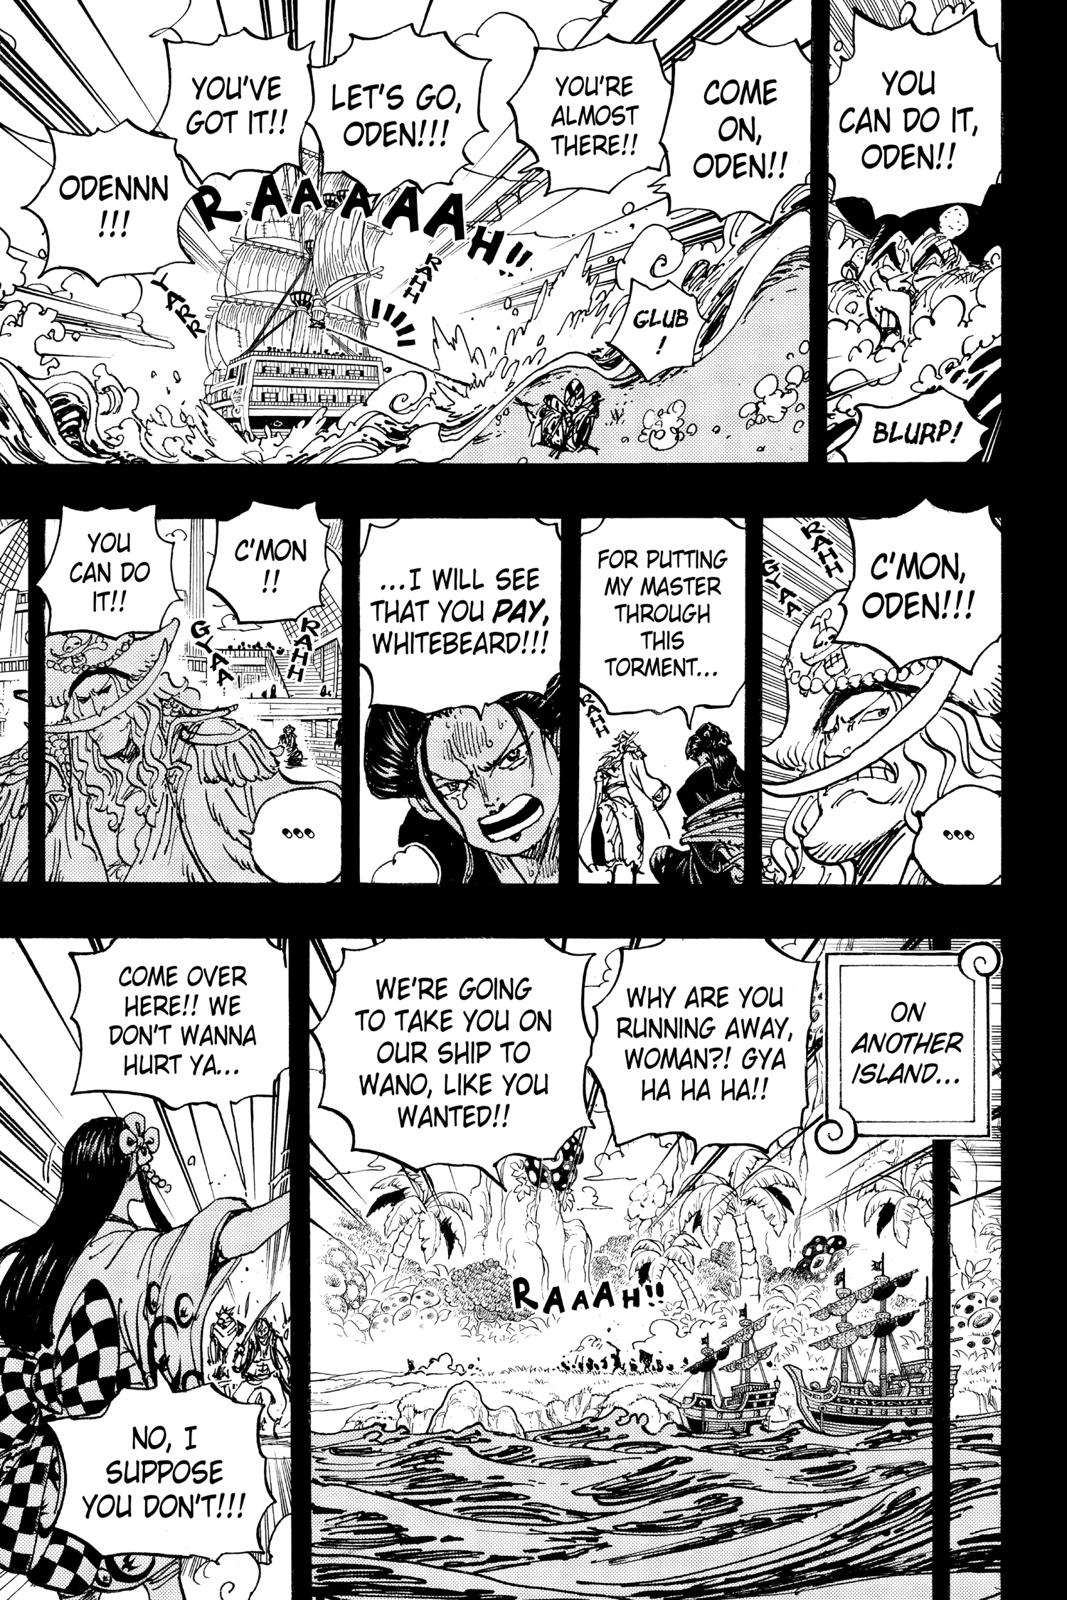 YOU
CAN DO IT,
ODEN!!
BLURP!
COME
ON,
ODEN!!
YOU'RE
ALMOST
THERE!!
LET'S GO,
ODEN!!!
YOU'VE
GOT IT!!
ODENNN
!!!
RAAAAAAH!!
RAHH
YARR
GLUB
!
C'MON,
ODEN!!!
RAHH
GYAA
...
FOR PUTTING
MY MASTER
THROUGH
THIS
TORMENT...
RAHH
...I WILL SEE
THAT YOU PAY,
WHITEBEARD!!!
C'MON
!!
YOU
CAN DO
IT!!
RAHH
GYAA
...
ON
ANOTHER
ISLAND...
WHY ARE YOU
RUNNING AWAY,
WOMAN?! GYA
HA HA HA!!
WE'RE GOING
TO TAKE YOU ON
OUR SHIP TO
WANO, LIKE YOU
WANTED!!
RAAAH!!
COME OVER
HERE!! WE
DON'T WANNA
HURT YA...
NO, I
SUPPOSE
YOU DON'T!!!